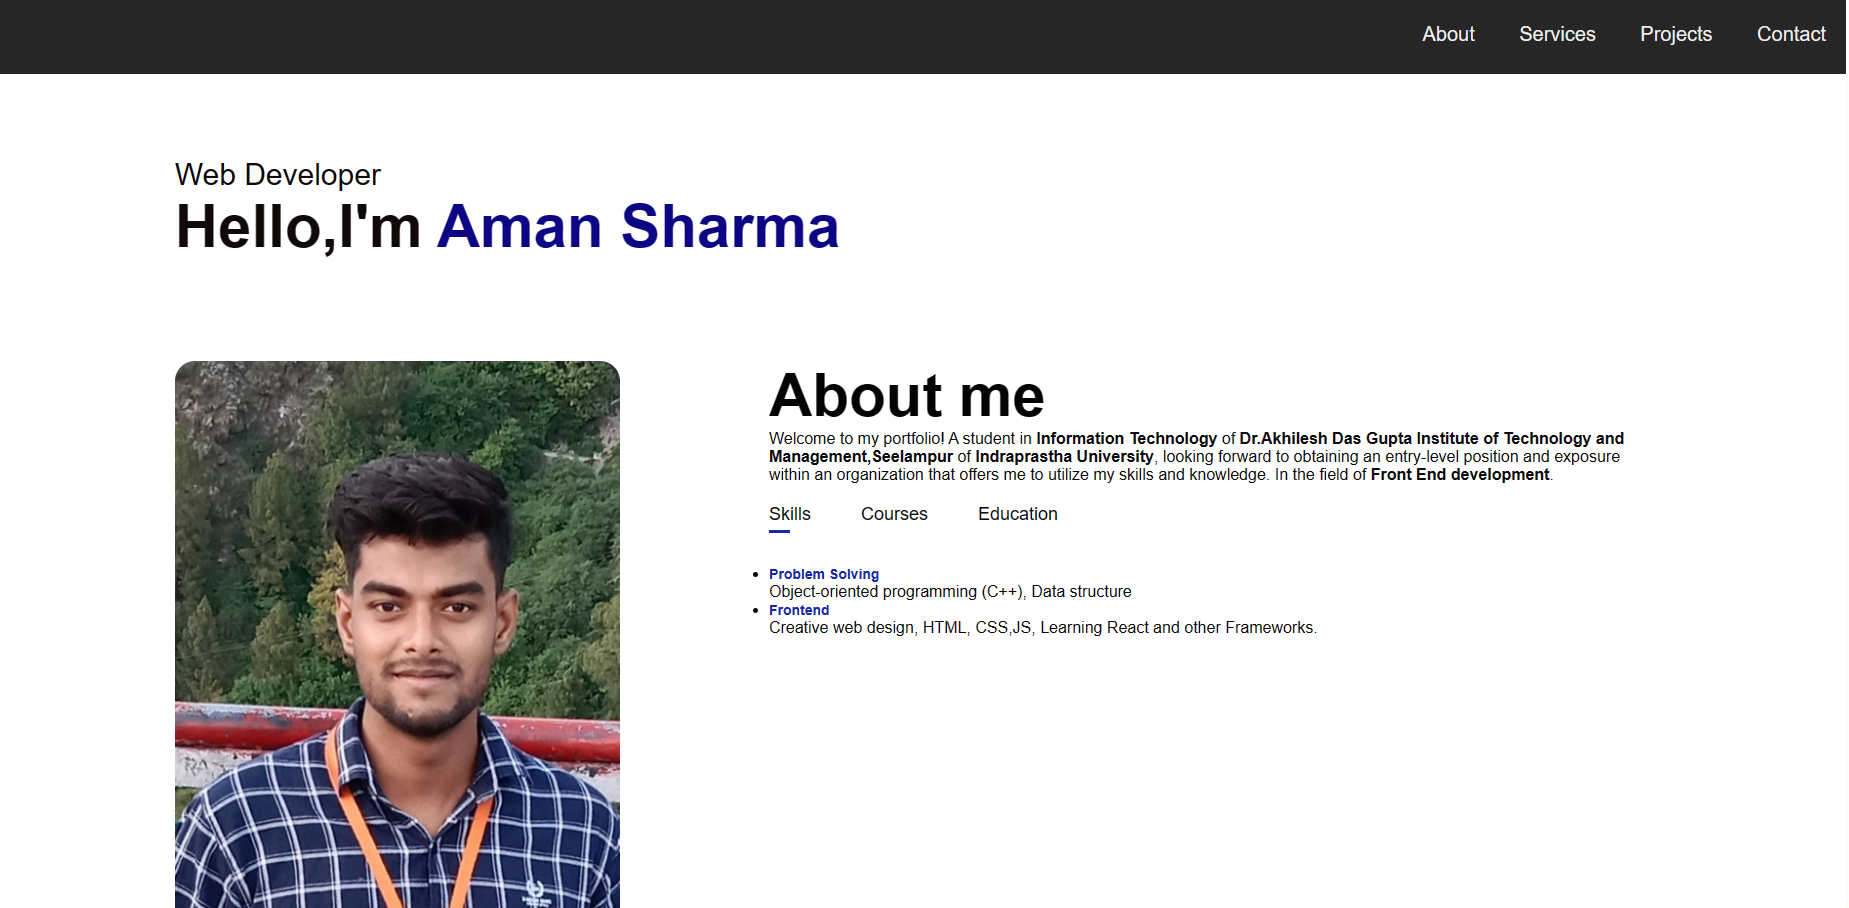 About Services Projects Contact
Web Developer
Hello,I'm Aman Sharma
About me
Welcome to my portfolio! A student in Information Technology of Dr.Akhilesh Das Gupta Institute of Technology and
Management,Seelampur of Indraprastha University, looking forward to obtaining an entry-level position and exposure
within an organization that offers me to utilize my skills and knowledge. In the field of Front End development.
Skills Courses Education
Problem Solving
Object-oriented programming (C++), Data structure
Frontend
Creative web design, HTML, CSS,JS, Learning React and other Frameworks.